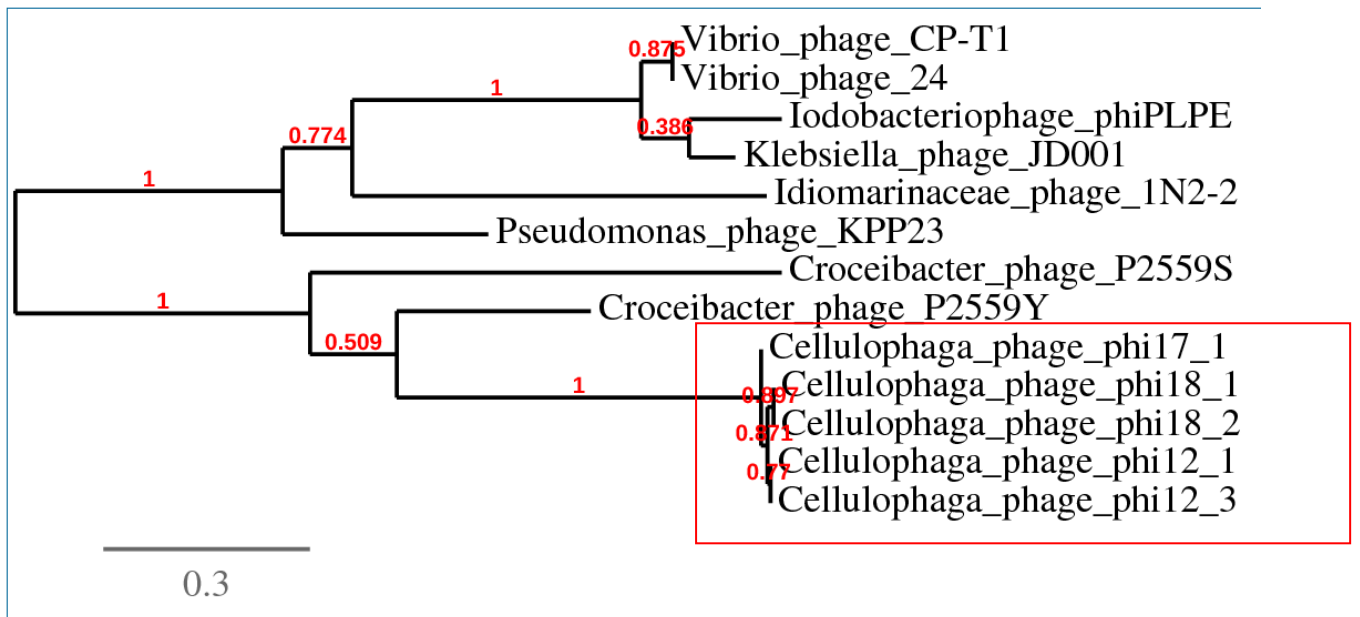 0.875
Vibrio_phage_CP-T1
Vibrio_phage_24
1
0.386
Iodobacteriophage_phiPLPE
0.774
Klebsiella_phage_JD001
1
Idiomarinaceae_phage_1N2-2
Pseudomonas_phage_KPP23
Croceibacter_phage_P2559S
1
Croceibacter_phage_P2559Y
0.509
Cellulophaga_phage_phi17_1
1
0.897
Cellulophaga_phage_phi18_1
0.871
Cellulophaga_phage_phi18_2
Cellulophaga_phage_phi12_1
0.77
Cellulophaga_phage_phi12_3
0.3